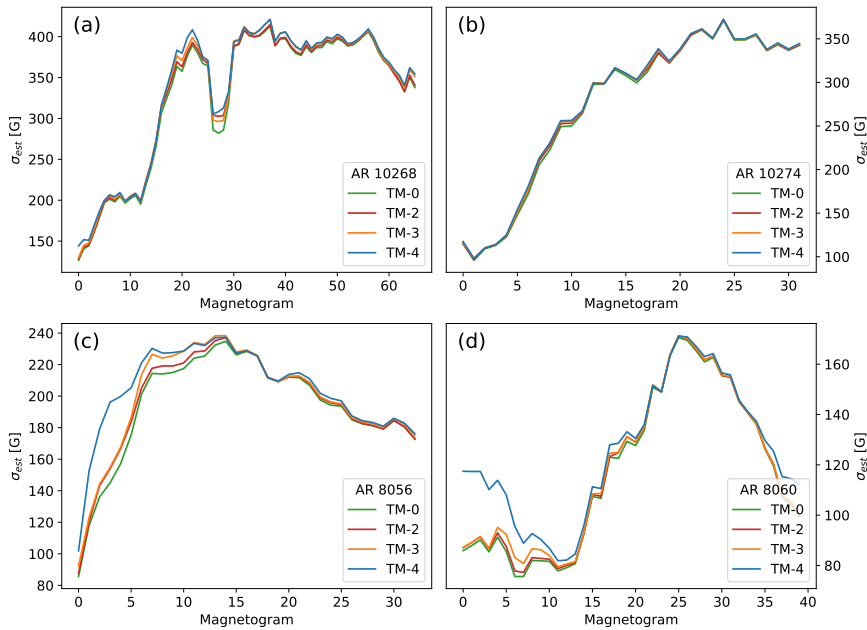 (a)
400
350
300
250
200
150
σest [G]
AR 10268
TM-0
TM-2
TM-3
TM-4
0 10 20 30 40 50 60
Magnetogram
(b)
350
300
250
200
150
100
σest [G]
AR 10274
TM-0
TM-2
TM-3
TM-4
0 5 10 15 20 25 30
Magnetogram
(c)
240
220
200
180
160
140
120
100
80
σest [G]
AR 8056
TM-0
TM-2
TM-3
TM-4
0 5 10 15 20 25 30
Magnetogram
(d)
160
140
120
100
80
σest [G]
AR 8060
TM-0
TM-2
TM-3
TM-4
0 5 10 15 20 25 30 35 40
Magnetogram